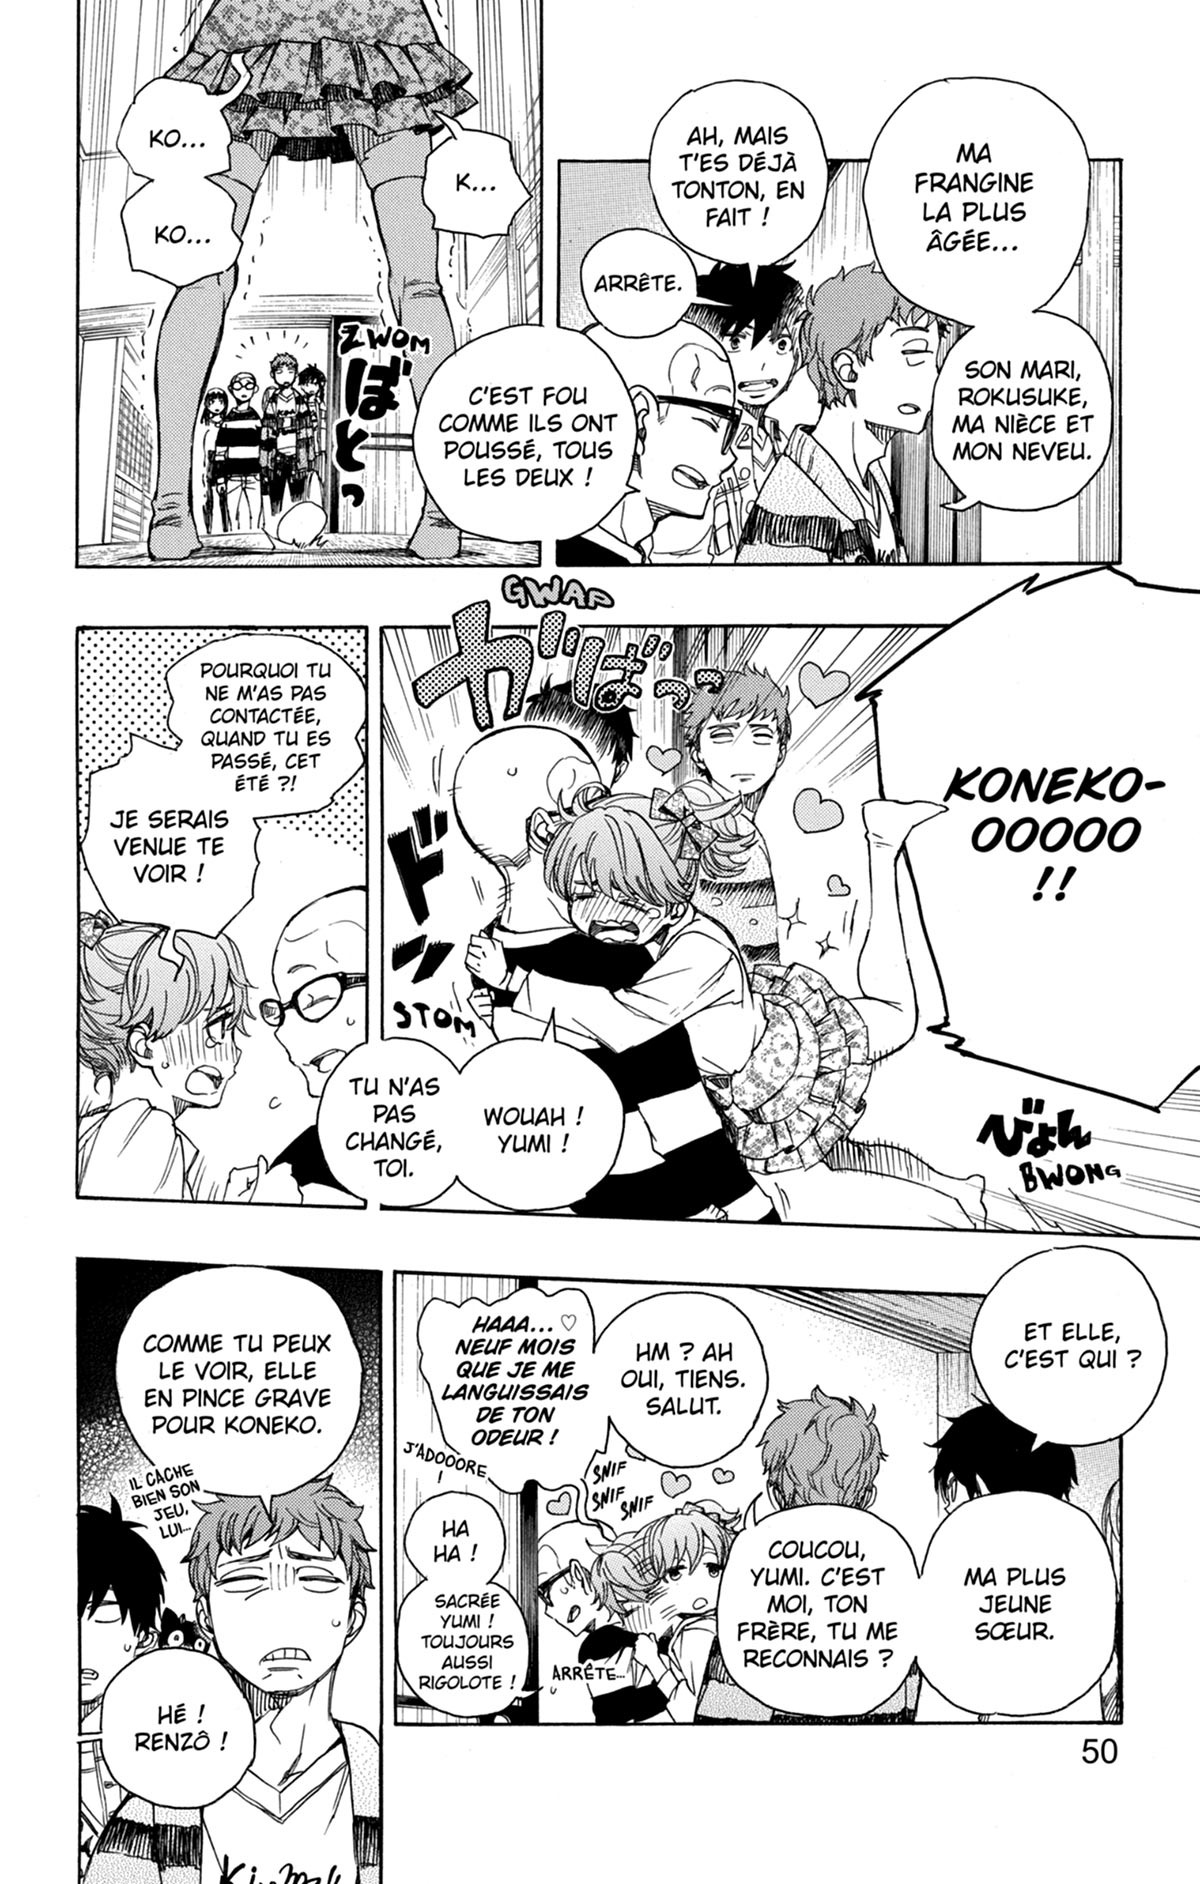 MA
FRANGINE
LA PLUS
ÂGÉE...
SON MARI,
ROKUSUKE,
MA NIÈCE ET
MON NEVEU.
AH, MAIS
T'ES DÉJÀ
TONTON, EN
FAIT !
ARRÊTE.
C'EST FOU
COMME ILS ONT
POUSSÉ, TOUS
LES DEUX !
K...
KO...
KO...
ZWOM
ぼとっ
KONEKO-
OOOOO
!!
びょん
BWONG
GWAP
がばっっ
ドド
STOM
WOUAH !
YUMI !
TU N'AS
PAS
CHANGÉ,
TOI.
POURQUOI TU
NE M'AS PAS
CONTACTÉE,
QUAND TU ES
PASSÉ, CET
ÉTÉ ?!
JE SERAIS
VENUE TE
VOIR !
ET ELLE,
C'EST QUI ?
MA PLUS
JEUNE
SŒUR.
COUCOU,
YUMI. C'EST
MOI, TON
FRÈRE, TU ME
RECONNAIS ?
HM ? AH
OUI, TIENS.
SALUT.
HAAA... ♡
NEUF MOIS
QUE JE ME
LANGUISSAIS
DE TON
ODEUR !
J'ADOOORE
!
SNIF
SNIF
SNIF
HA
HA !
SACRÉE
YUMI !
TOUJOURS
AUSSI
RIGOLOTE !
ARRÊTE...
COMME TU PEUX
LE VOIR, ELLE
EN PINCE GRAVE
POUR KONEKO.
IL CACHE
BIEN SON
JEU,
LUI...
HÉ !
RENZÔ !
50